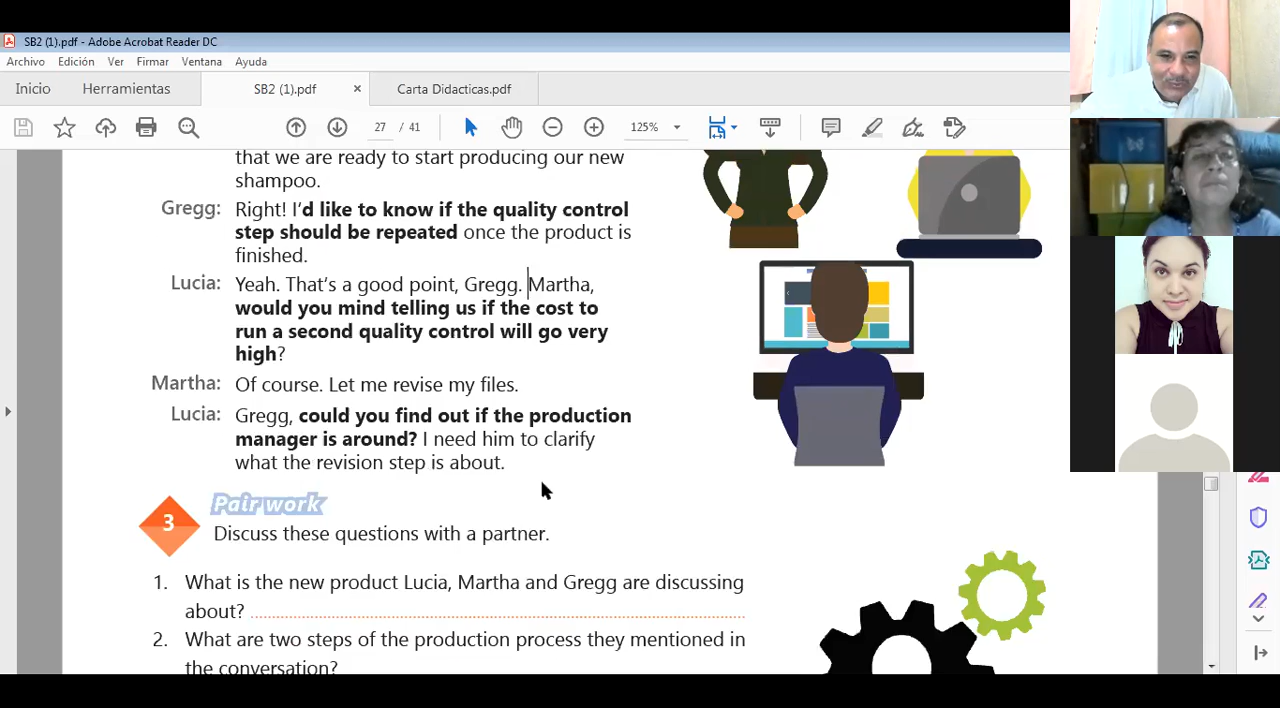 SB2 (1).pdf - Adobe Acrobat Reader DC
Archivo Edición Ver Firmar Ventana Ayuda
Inicio Herramientas SB2 (1).pdf × Carta Didacticas.pdf
27 / 41 125%
that we are ready to start producing our new
shampoo.
Gregg: Right! I'd like to know if the quality control
step should be repeated once the product is
finished.
Lucia: Yeah. That's a good point, Gregg. Martha,
would you mind telling us if the cost to
run a second quality control will go very
high?
Martha: Of course. Let me revise my files.
Lucia: Gregg, could you find out if the production
manager is around? I need him to clarify
what the revision step is about.
3 Pair work
Discuss these questions with a partner.
1. What is the new product Lucia, Martha and Gregg are discussing
about?
2. What are two steps of the production process they mentioned in
the conversation?